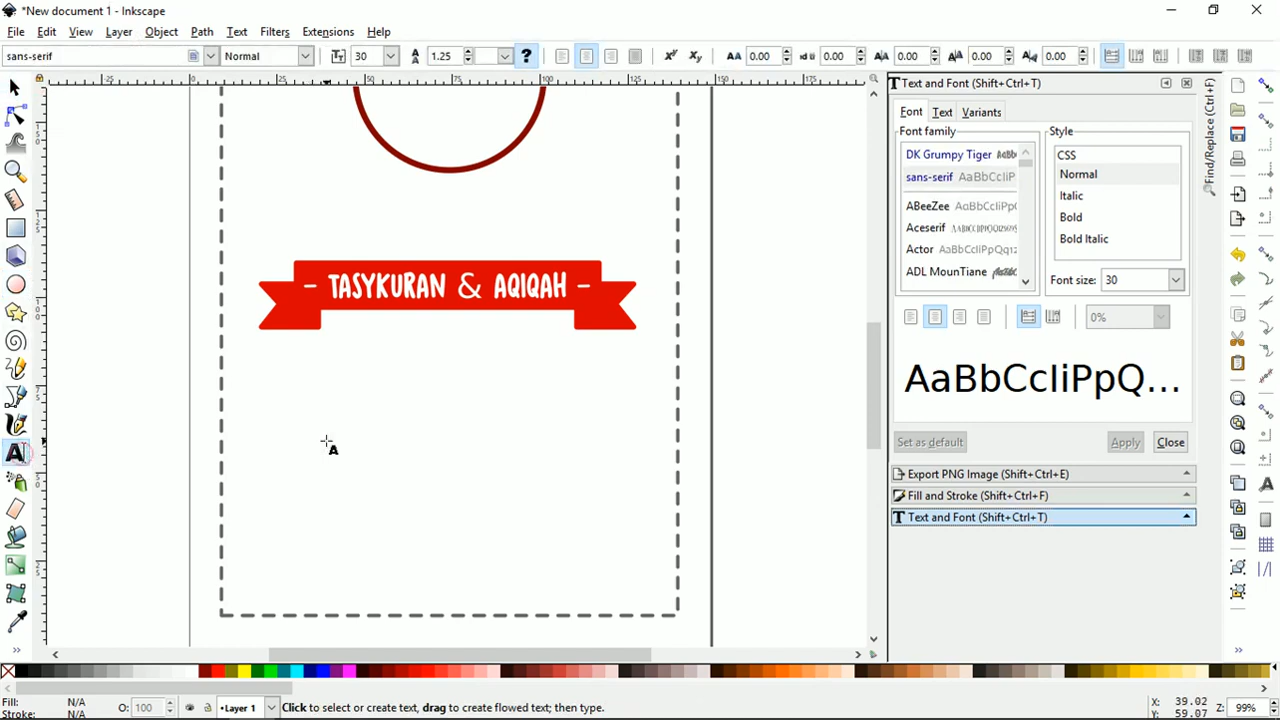 *New document 1 - Inkscape
File Edit View Layer Object Path Text Filters Extensions Help
sans-serif Normal 30 1.25 0.00 0.00 0.00 0.00 0.00
Text and Font (Shift+Ctrl+T)
Font Text Variants
Font family Style
DK Grumpy Tiger
sans-serif AaBbCcIiP
ABeeZee AaBbCcIiPp
Aceserif
Actor AaBbCcIiPpQq12
ADL MounTiane
CSS
Normal
Italic
Bold
Bold Italic
Font size: 30
0%
AaBbCcIiPpQ...
Set as default Apply Close
Export PNG Image (Shift+Ctrl+E)
Fill and Stroke (Shift+Ctrl+F)
Text and Font (Shift+Ctrl+T)
Find/Replace (Ctrl+F)
- TASYKURAN & AQIQAH -
Fill: N/A
Stroke: N/A
O: 100
Layer 1
Click to select or create text, drag to create flowed text; then type.
X: 39.02
Y: 59.07
Z: 99%